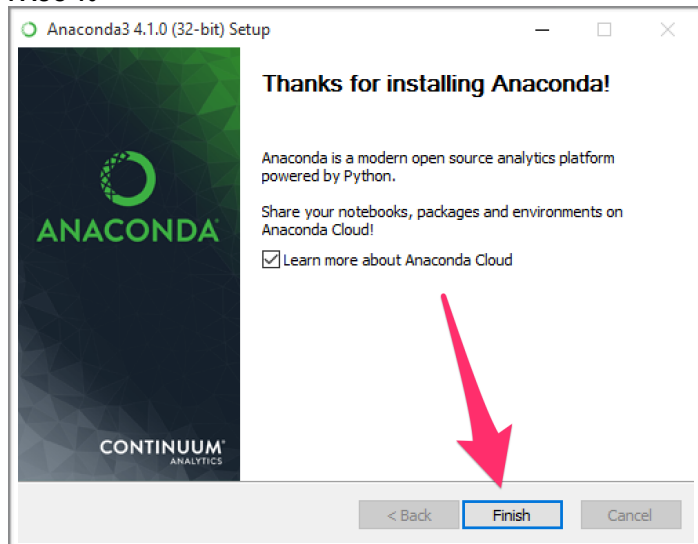 Anaconda3 4.1.0 (32-bit) Setup
Thanks for installing Anaconda!
Anaconda is a modern open source analytics platform
powered by Python.
Share your notebooks, packages and environments on
Anaconda Cloud!
Learn more about Anaconda Cloud
ANACONDA
CONTINUUM®
ANALYTICS
< Back
Finish
Cancel